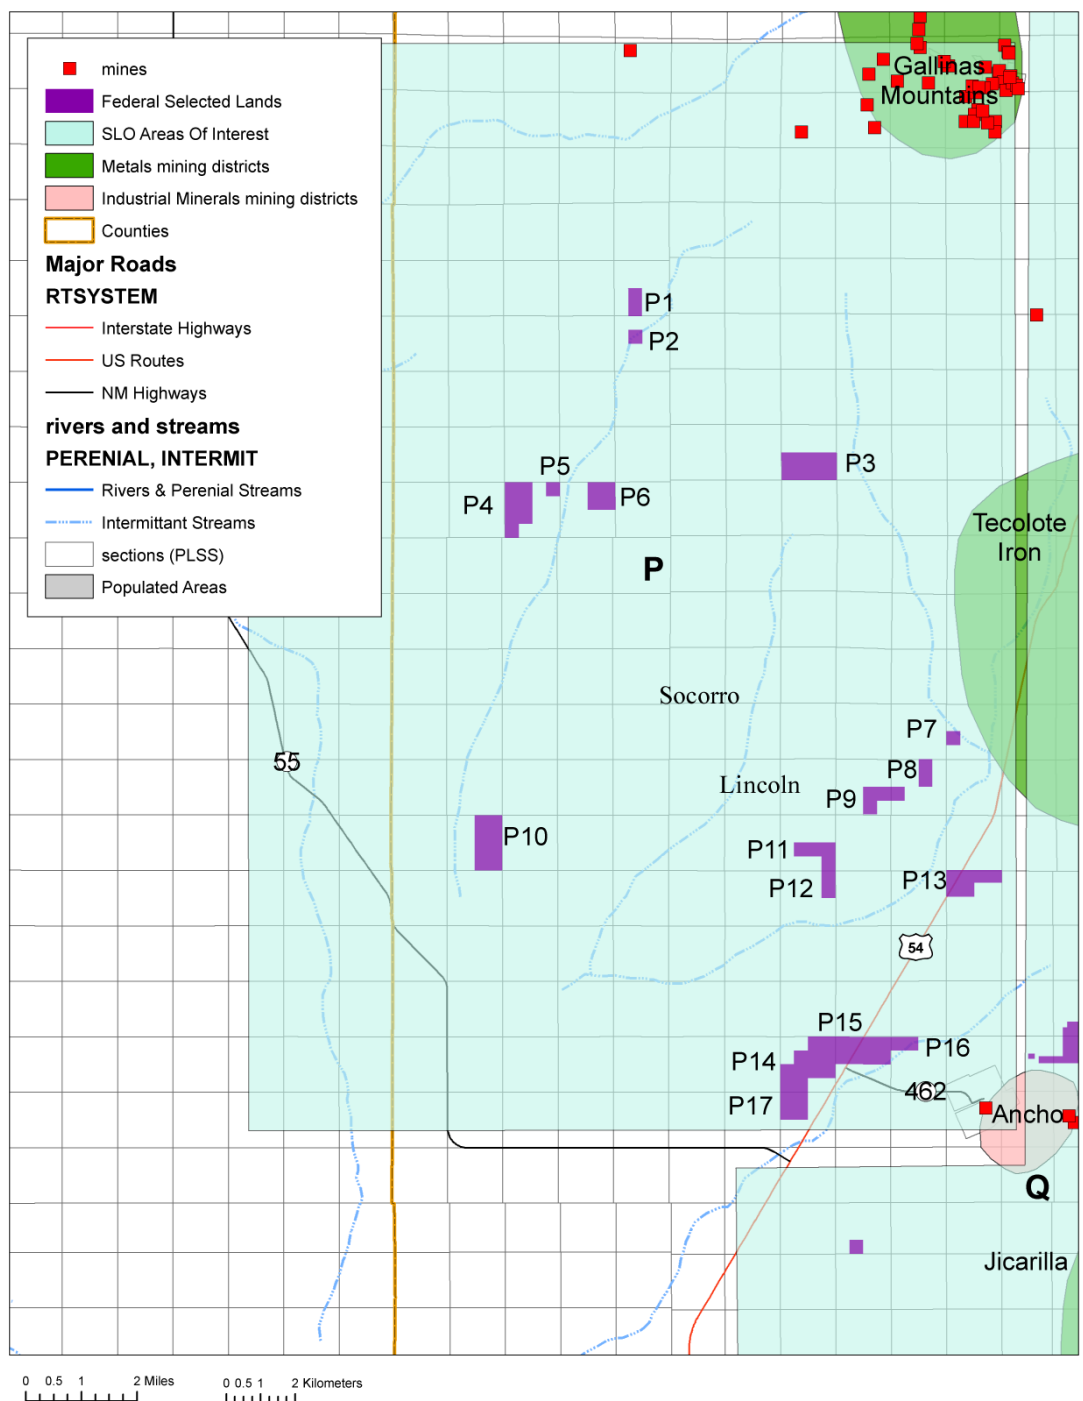 mines
Federal Selected Lands
SLO Areas Of Interest
Metals mining districts
Industrial Minerals mining districts
Counties
Major Roads
RTSYSTEM
Interstate Highways
US Routes
NM Highways
rivers and streams
PERENIAL, INTERMIT
Rivers & Perenial Streams
Intermittant Streams
sections (PLSS)
Populated Areas
Gallinas
Mountains
P1
P2
P3
P5
P4
P6
Tecolote
Iron
P
Socorro
P7
55
P8
Lincoln
P9
P10
P11
P12
P13
54
P15
P14
P16
462
P17
Ancho
Q
Jicarilla
0 0.5 1 2 Miles
0 0.5 1 2 Kilometers